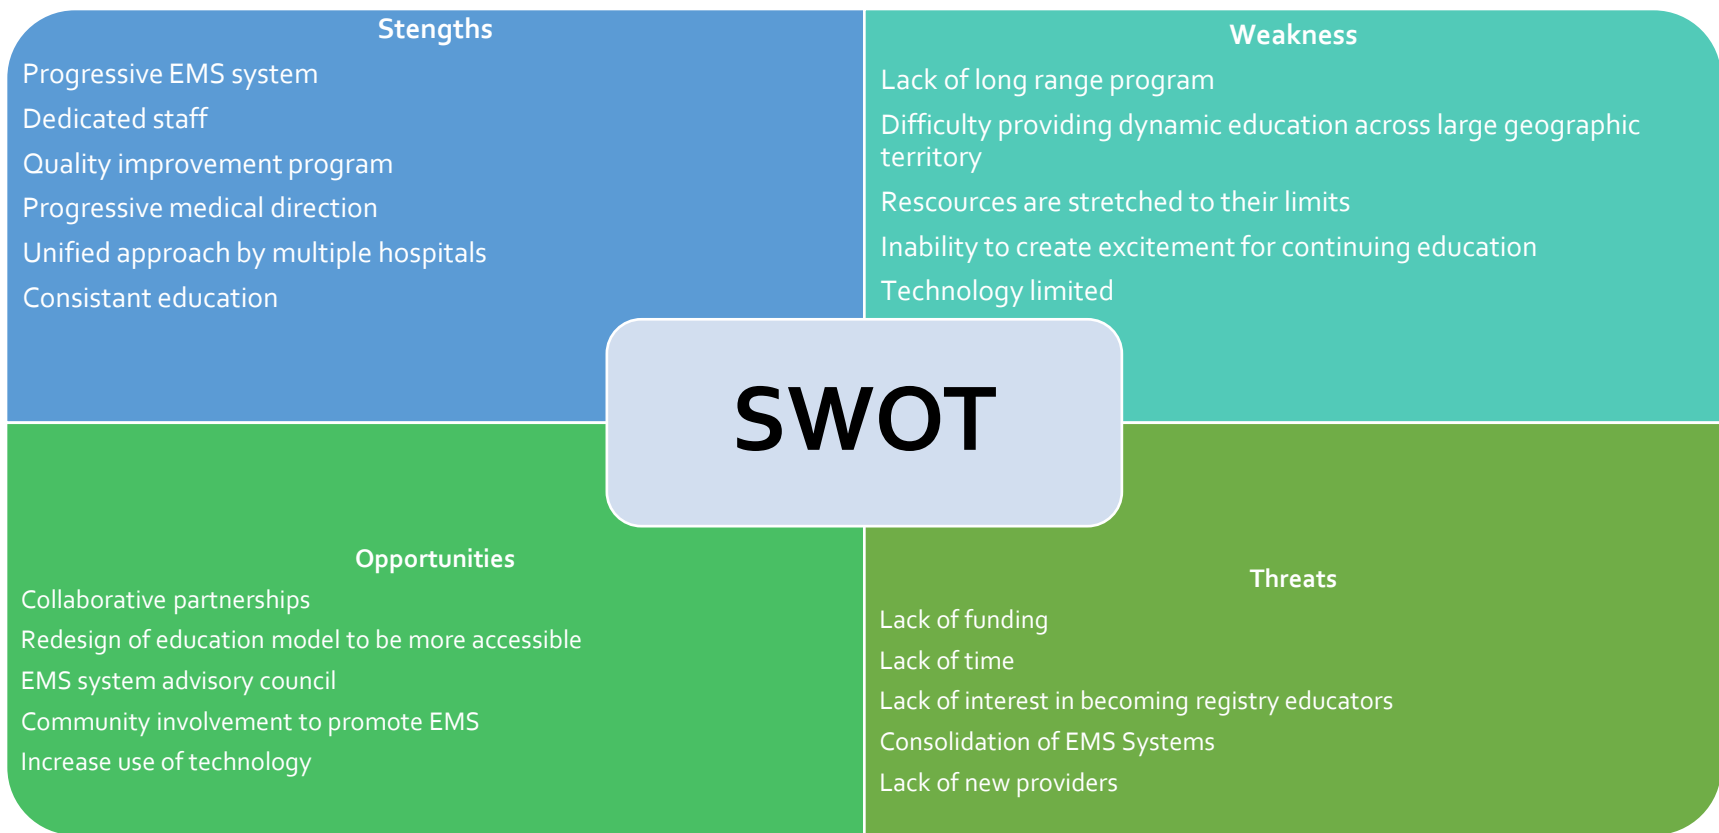 Stengths
Progressive EMS system
Dedicated staff
Quality improvement program
Progressive medical direction
Unified approach by multiple hospitals
Consistant education
Weakness
Lack of long range program
Difficulty providing dynamic education across large geographic
territory
Rescources are stretched to their limits
Inability to create excitement for continuing education
Technology limited
SWOT
Opportunities
Collaborative partnerships
Redesign of education model to be more accessible
EMS system advisory council
Community involvement to promote EMS
Increase use of technology
Threats
Lack of funding
Lack of time
Lack of interest in becoming registry educators
Consolidation of EMS Systems
Lack of new providers